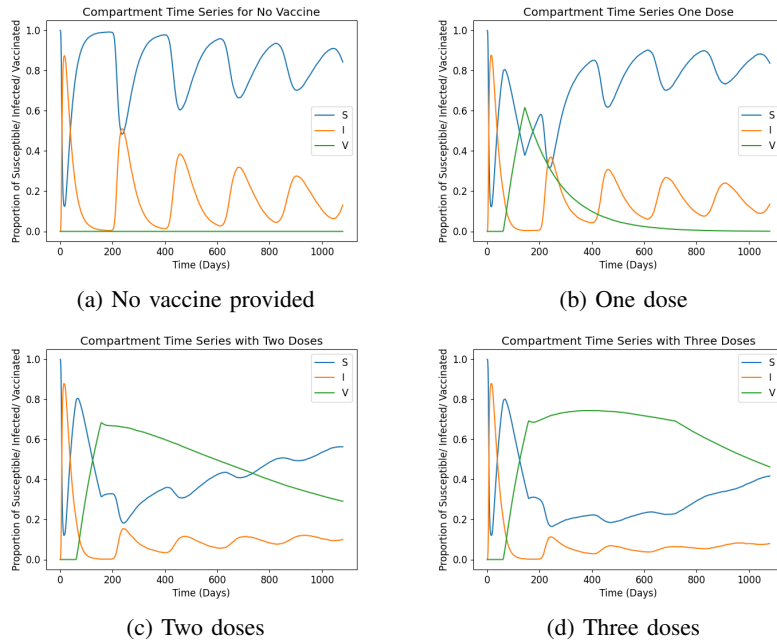 Compartment Time Series for No Vaccine
Proportion of Susceptible/ Infected/ Vaccinated
1.0
0.8
0.6
0.4
0.2
0.0
S
I
V
0 200 400 600 800 1000
Time (Days)
(a) No vaccine provided
Compartment Time Series One Dose
Proportion of Susceptible/ Infected/ Vaccinated
1.0
0.8
0.6
0.4
0.2
0.0
S
I
V
0 200 400 600 800 1000
Time (Days)
(b) One dose
Compartment Time Series with Two Doses
Proportion of Susceptible/ Infected/ Vaccinated
1.0
0.8
0.6
0.4
0.2
0.0
S
I
V
0 200 400 600 800 1000
Time (Days)
(c) Two doses
Compartment Time Series with Three Doses
Proportion of Susceptible/ Infected/ Vaccinated
1.0
0.8
0.6
0.4
0.2
0.0
S
I
V
0 200 400 600 800 1000
Time (Days)
(d) Three doses